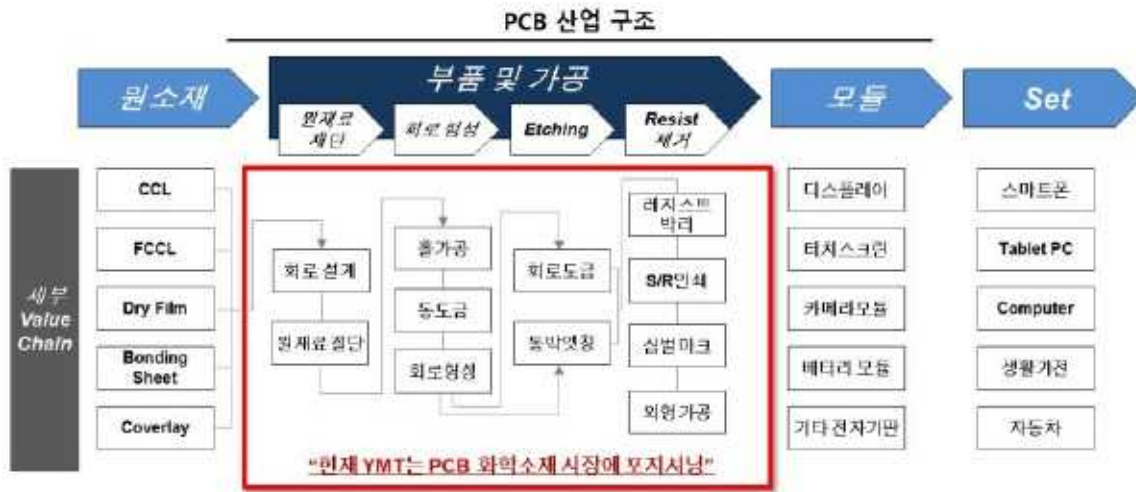 PCB 산업 구조
원소재
부품 및 가공
원재료
재단
회로 형성
Etching
Resist
제거
모듈
Set
세부
Value
Chain
CCL
FCCL
Dry Film
Bonding
Sheet
Coverlay
회로 설계
원재료 절단
홀가공
동도금
회로형성
회로도금
동박엣칭
레지스트
박리
S/R인쇄
심벌마크
외형가공
"현재 YMT는 PCB 화학소재 시장에 포지셔닝"
디스플레이
터치스크린
카메라모듈
배터리 모듈
기타 전자기판
스마트폰
Tablet PC
Computer
생활가전
자동차